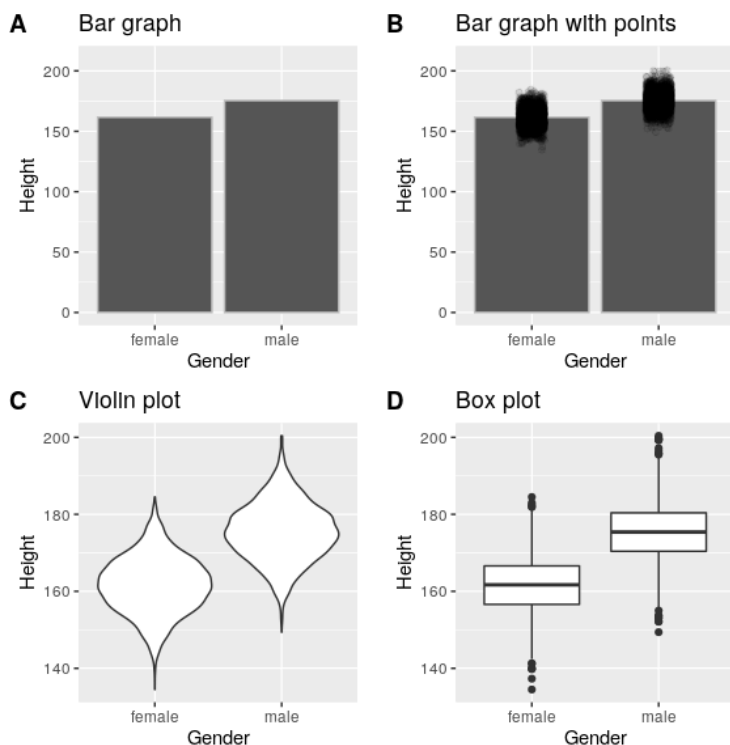 A Bar graph
200
150
100
50
0
Height
female male
Gender
B Bar graph with points
200
150
100
50
0
Height
female male
Gender
C Violin plot
200
180
160
140
Height
female male
Gender
D Box plot
200
180
160
140
Height
female male
Gender